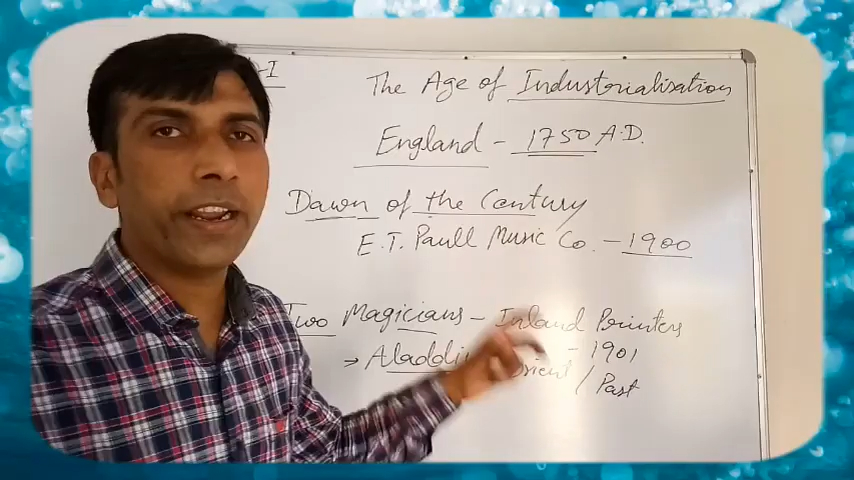 -I
The Age of Industrialisation
England - 1750 A.D.
Dawn of the Century
E.T. Paull Music Co. - 1900
Two Magicians - Inland Printers
→ Aladdin - 1901
Orient / Past